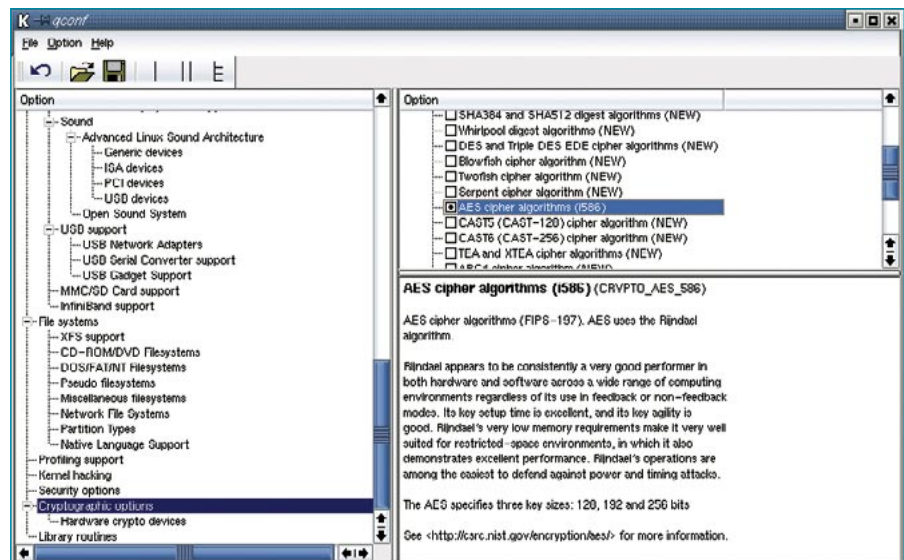 qconf
File Option Help
Option
Sound
Advanced Linux Sound Architecture
Generic devices
ISA devices
PCI devices
USB devices
Open Sound System
USB support
USB Network Adapters
USB Serial Converter support
USB Gadget Support
MMC/SD Card support
InfiniBand support
File systems
XFS support
CD-ROM/DVD Filesystems
DOS/FAT/NT Filesystems
Pseudo filesystems
Miscellaneous filesystems
Network File Systems
Partition Types
Native Language Support
Profiling support
Kernel hacking
Security options
Cryptographic options
Hardware crypto devices
Library routines
Option
SHA384 and SHA512 digest algorithms (NEW)
Whirlpool digest algorithms (NEW)
DES and Triple DES EDE cipher algorithms (NEW)
Blowfish cipher algorithm (NEW)
Twofish cipher algorithm (NEW)
Serpent cipher algorithm (NEW)
AES cipher algorithms (i586)
CAST5 (CAST-128) cipher algorithm (NEW)
CAST6 (CAST-256) cipher algorithm (NEW)
TEA and XTEA cipher algorithms (NEW)
ARC4 cipher algorithm (NEW)
AES cipher algorithms (i586) (CRYPTO_AES_586)
AES cipher algorithms (FIPS-197). AES uses the Rijndael
algorithm.
Rijndael appears to be consistently a very good performer in
both hardware and software across a wide range of computing
environments regardless of its use in feedback or non-feedback
modes. Its key setup time is excellent, and its key agility is
good. Rijndael's very low memory requirements make it very well
suited for restricted-space environments, in which it also
demonstrates excellent performance. Rijndael's operations are
among the easiest to defend against power and timing attacks.
The AES specifies three key sizes: 128, 192 and 256 bits
See <http://csrc.nist.gov/encryption/aes/> for more information.